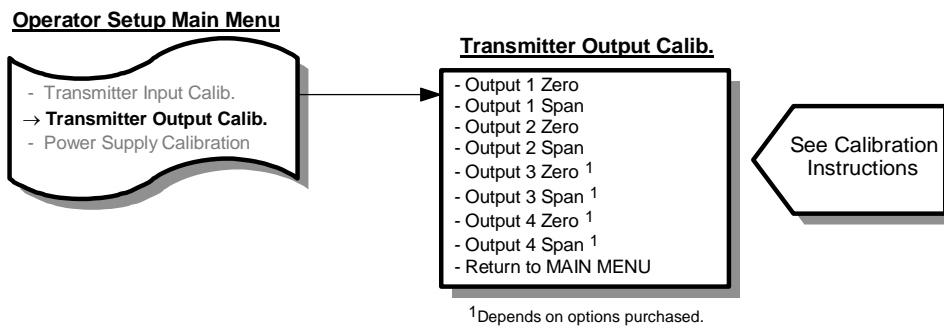 Operator Setup Main Menu
- Transmitter Input Calib.
→ Transmitter Output Calib.
- Power Supply Calibration
Transmitter Output Calib.
- Output 1 Zero
- Output 1 Span
- Output 2 Zero
- Output 2 Span
- Output 3 Zero 1
- Output 3 Span 1
- Output 4 Zero 1
- Output 4 Span 1
- Return to MAIN MENU
See Calibration
Instructions
1Depends on options purchased.